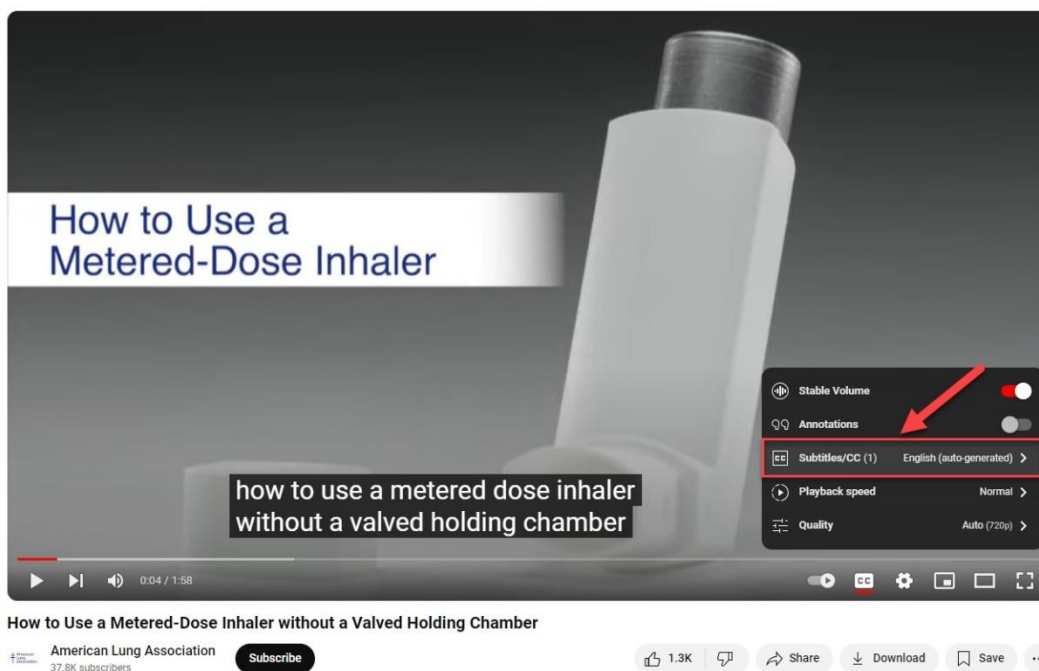 How to Use a
Metered-Dose Inhaler
Stable Volume
Annotations
Subtitles/CC (1) English (auto-generated)
Playback speed Normal
Quality Auto (720p)
how to use a metered dose inhaler
without a valved holding chamber
0:04 / 1:58
CC
How to Use a Metered-Dose Inhaler without a Valved Holding Chamber
American Lung Association
37.8K subscribers
Subscribe
1.3K
Share
Download
Save